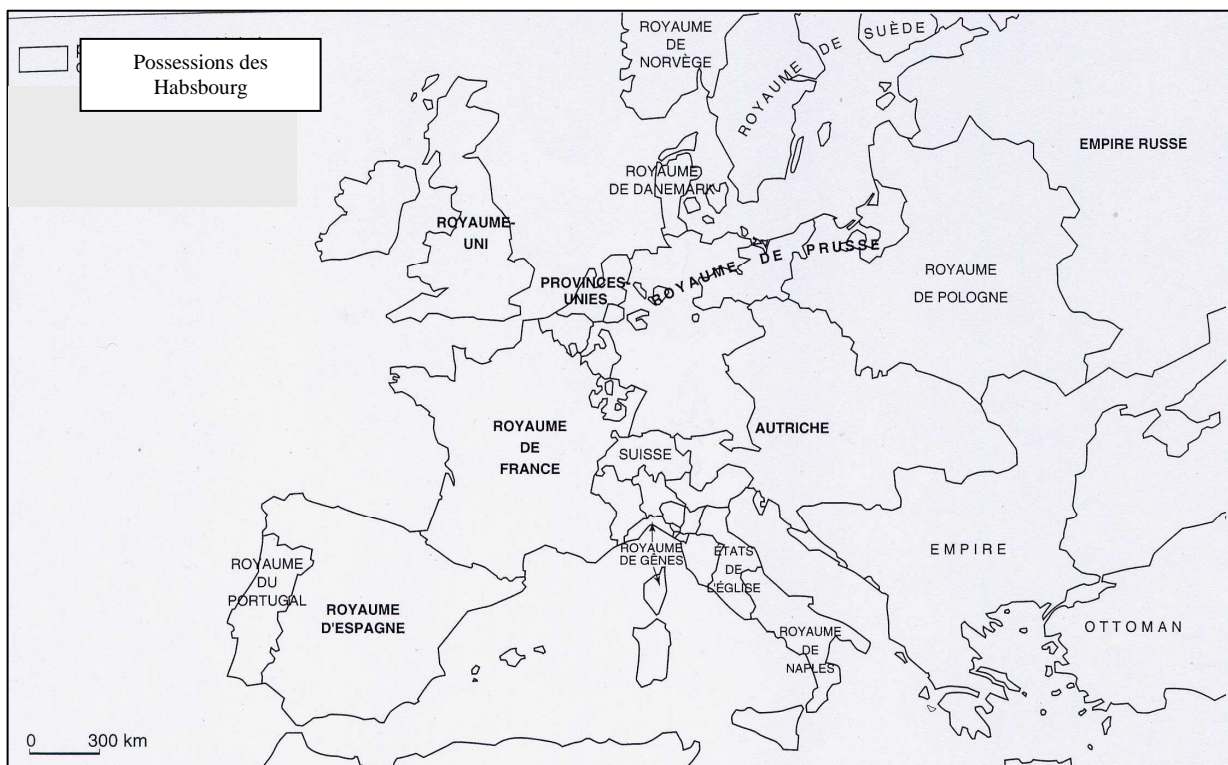 Possessions des
Habsbourg
ROYAUME
DE
NORVÈGE
ROYAUME DE SUÈDE
EMPIRE RUSSE
ROYAUME
DE DANEMARK
ROYAUME-
UNI
PROVINCES-
UNIES
ROYAUME DE PRUSSE
ROYAUME
DE POLOGNE
ROYAUME
DE
FRANCE
AUTRICHE
SUISSE
ROYAUME
DE GÊNES
ÉTATS
DE
L'ÉGLISE
EMPIRE
OTTOMAN
ROYAUME
DU
PORTUGAL
ROYAUME
D'ESPAGNE
ROYAUME
DE
NAPLES
0 300 km